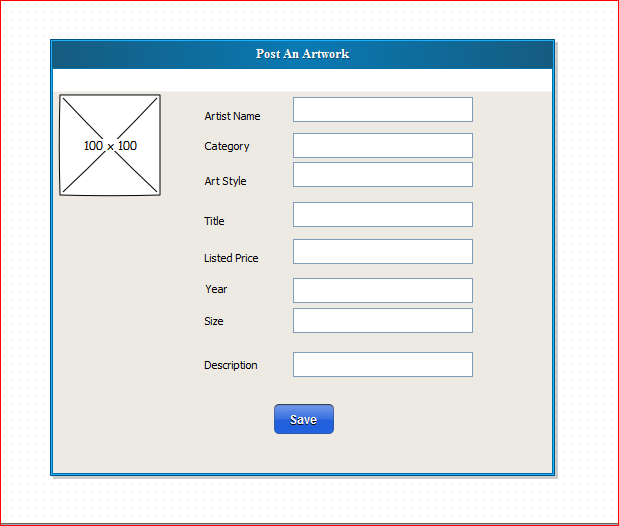 Post An Artwork
100 x 100
Artist Name
Category
Art Style
Title
Listed Price
Year
Size
Description
Save